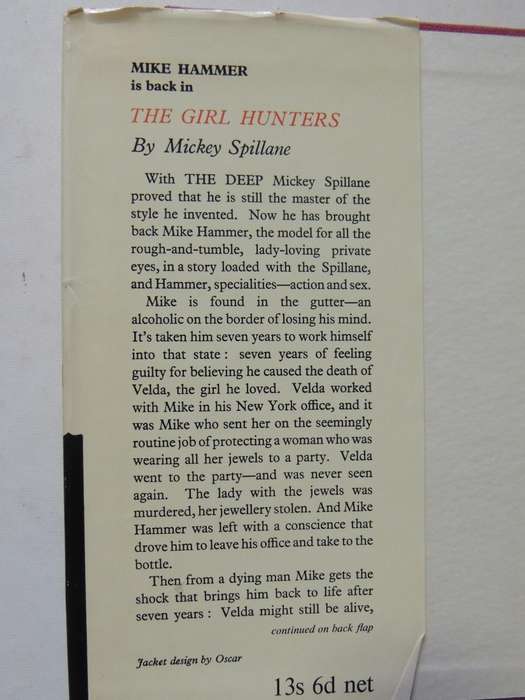 MIKE HAMMER
is back in
THE GIRL HUNTERS
By Mickey Spillane
With THE DEEP Mickey Spillane
proved that he is still the master of the
style he invented. Now he has brought
back Mike Hammer, the model for all the
rough-and-tumble, lady-loving private
eyes, in a story loaded with the Spillane,
and Hammer, specialities—action and sex.
Mike is found in the gutter—an
alcoholic on the border of losing his mind.
It's taken him seven years to work himself
into that state : seven years of feeling
guilty for believing he caused the death of
Velda, the girl he loved. Velda worked
with Mike in his New York office, and it
was Mike who sent her on the seemingly
routine job of protecting a woman who was
wearing all her jewels to a party. Velda
went to the party—and was never seen
again. The lady with the jewels was
murdered, her jewellery stolen. And Mike
Hammer was left with a conscience that
drove him to leave his office and take to the
bottle.
Then from a dying man Mike gets the
shock that brings him back to life after
seven years : Velda might still be alive,
continued on back flap
Jacket design by Oscar
13s 6d net